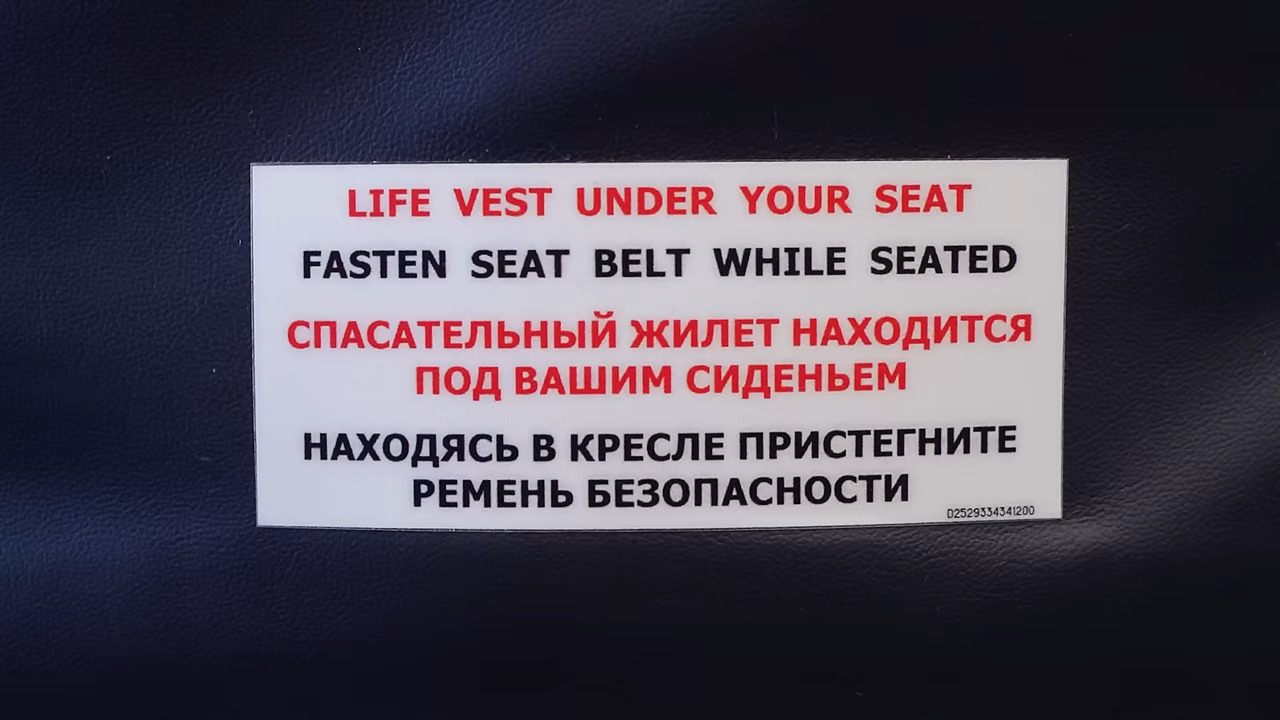 LIFE VEST UNDER YOUR SEAT
FASTEN SEAT BELT WHILE SEATED
СПАСАТЕЛЬНЫЙ ЖИЛЕТ НАХОДИТСЯ
ПОД ВАШИМ СИДЕНЬЕМ
НАХОДЯСЬ В КРЕСЛЕ ПРИСТЕГНИТЕ
РЕМЕНЬ БЕЗОПАСНОСТИ
D2529334341200